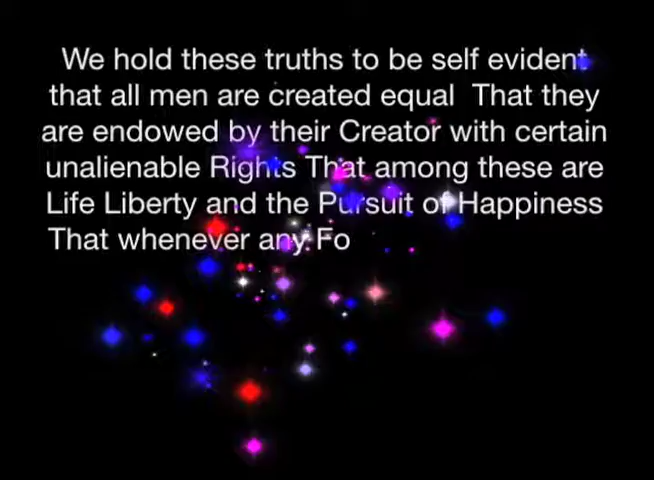 We hold these truths to be self evident
that all men are created equal  That they
are endowed by their Creator with certain
unalienable Rights That among these are
Life Liberty and the Pursuit of Happiness
That whenever any Fo